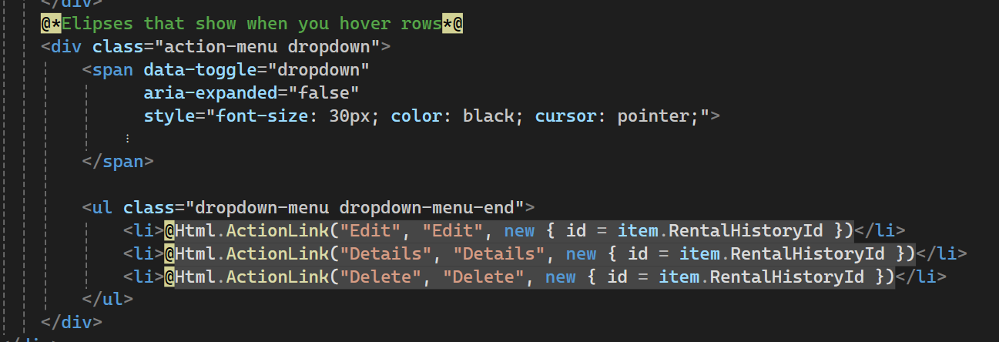 </div>
@*Elipses that show when you hover rows*@
<div class="action-menu dropdown">
<span data-toggle="dropdown"
aria-expanded="false"
style="font-size: 30px; color: black; cursor: pointer;">
⋮
</span>
<ul class="dropdown-menu dropdown-menu-end">
<li>@Html.ActionLink("Edit", "Edit", new { id = item.RentalHistoryId })</li>
<li>@Html.ActionLink("Details", "Details", new { id = item.RentalHistoryId })</li>
<li>@Html.ActionLink("Delete", "Delete", new { id = item.RentalHistoryId })</li>
</ul>
</div>
</div>